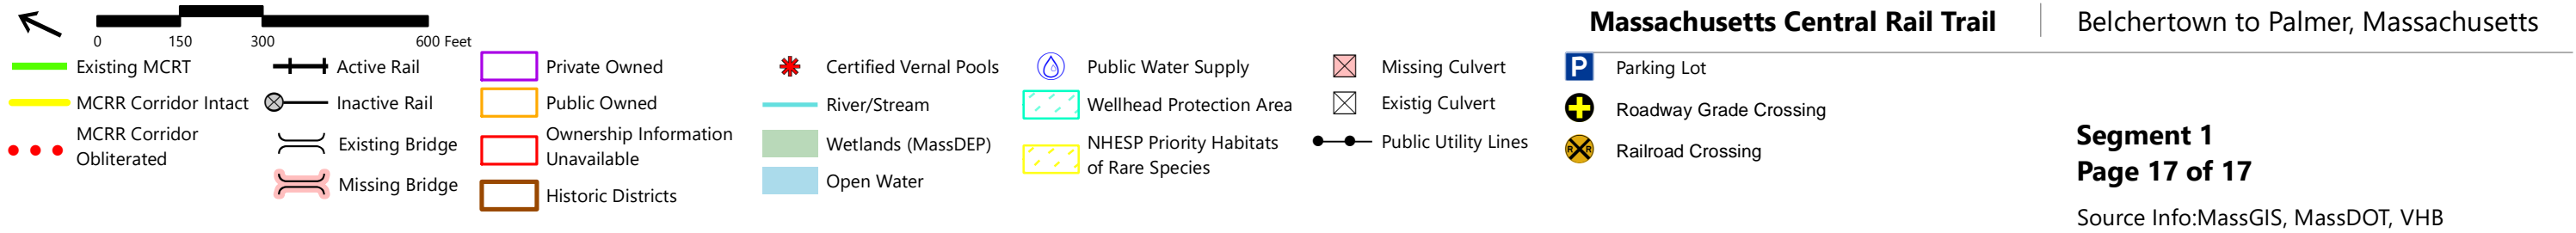 0 150 300 600 Feet
Existing MCRT
MCRR Corridor Intact
MCRR Corridor
Obliterated
Active Rail
Inactive Rail
Existing Bridge
Missing Bridge
Private Owned
Public Owned
Ownership Information
Unavailable
Historic Districts
Certified Vernal Pools
River/Stream
Wetlands (MassDEP)
Open Water
Public Water Supply
Wellhead Protection Area
NHESP Priority Habitats
of Rare Species
Missing Culvert
Existig Culvert
Public Utility Lines
P Parking Lot
Roadway Grade Crossing
R R Railroad Crossing
Massachusetts Central Rail Trail
Belchertown to Palmer, Massachusetts
Segment 1
Page 17 of 17
Source Info:MassGIS, MassDOT, VHB